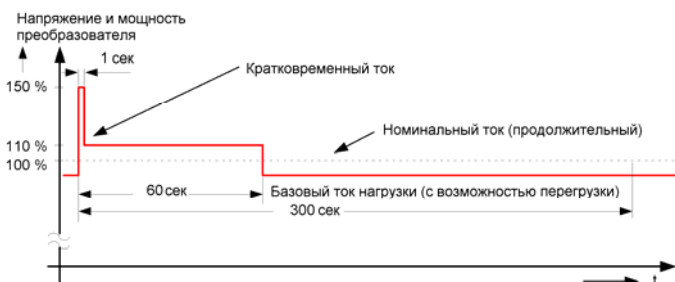 Напряжение и мощность
преобразователя
1 сек
Кратковременный ток
150 %
110 %
Номинальный ток (продолжительный)
100 %
60 сек
Базовый ток нагрузки (с возможностью перегрузки)
300 сек
t